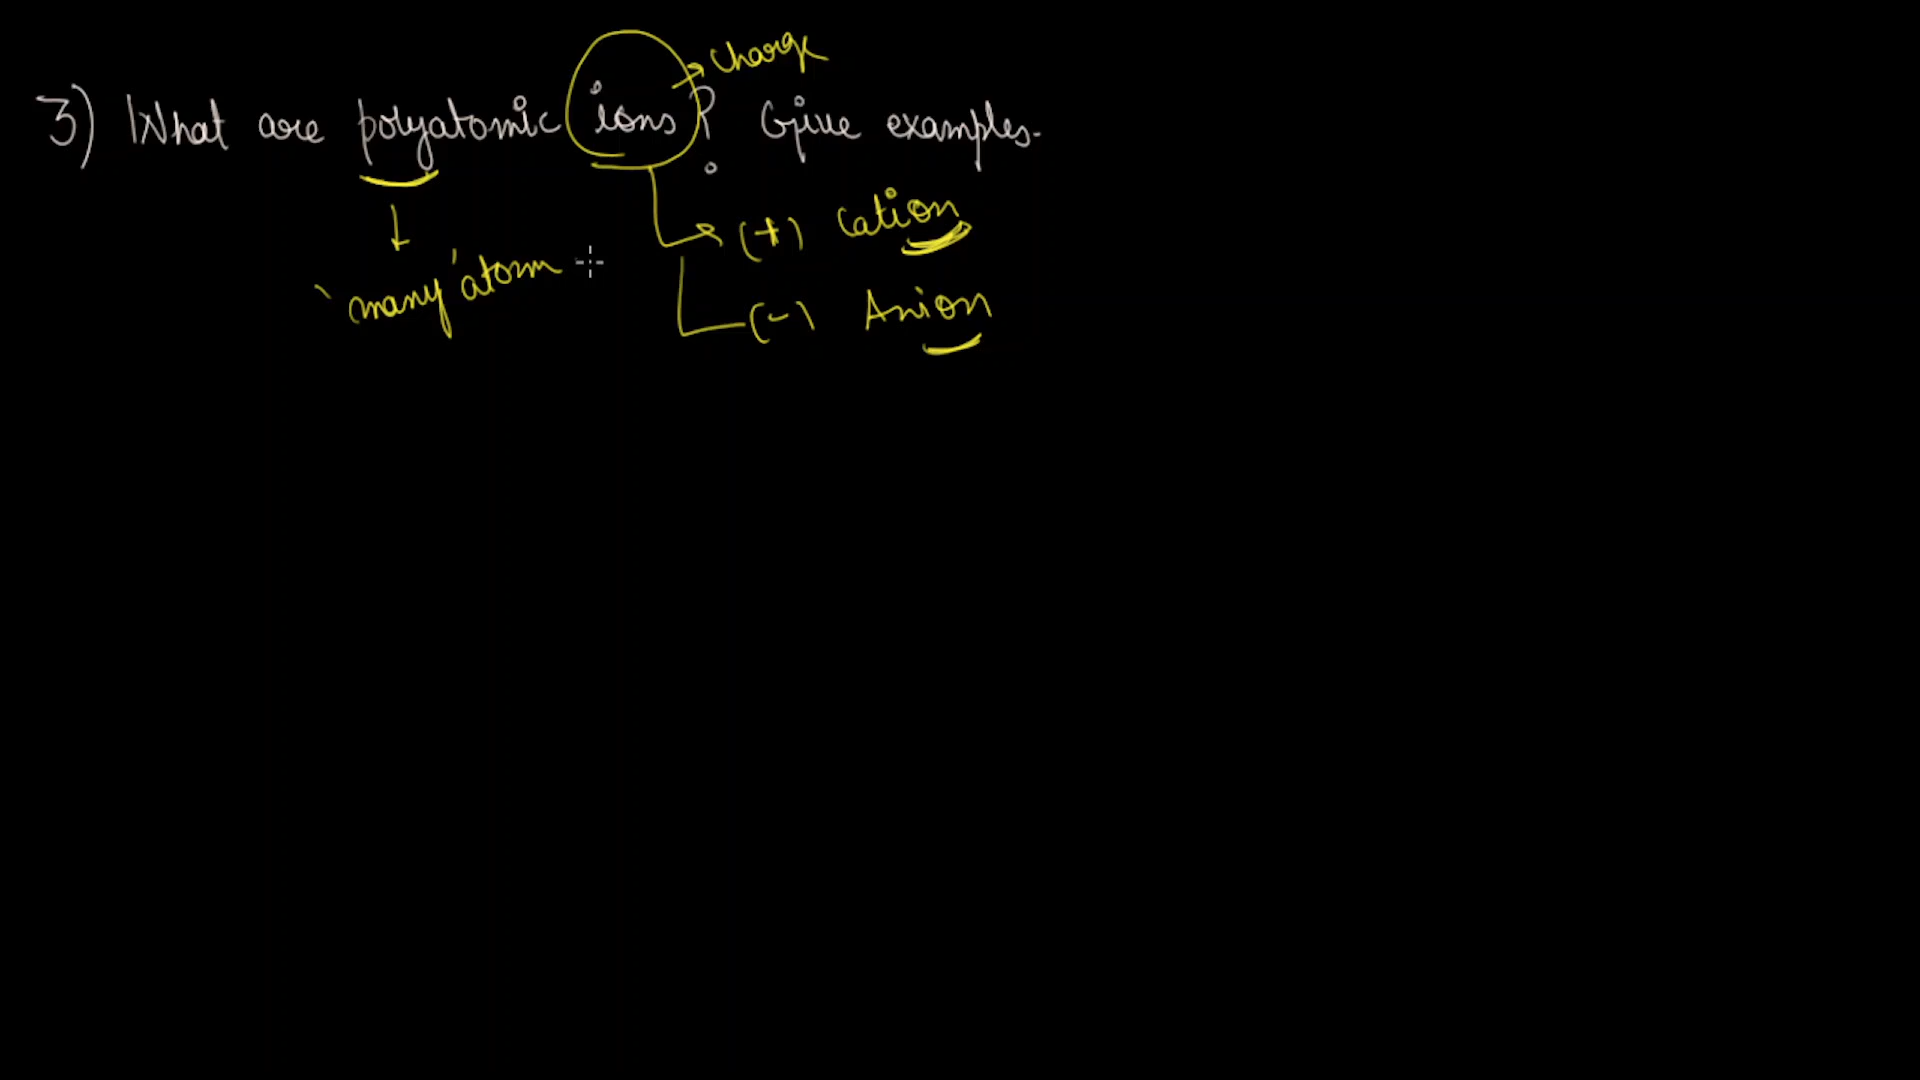 charge
3) What are polyatomic ions? Give examples.
(+) Cation
'many' atom
(-) Anion